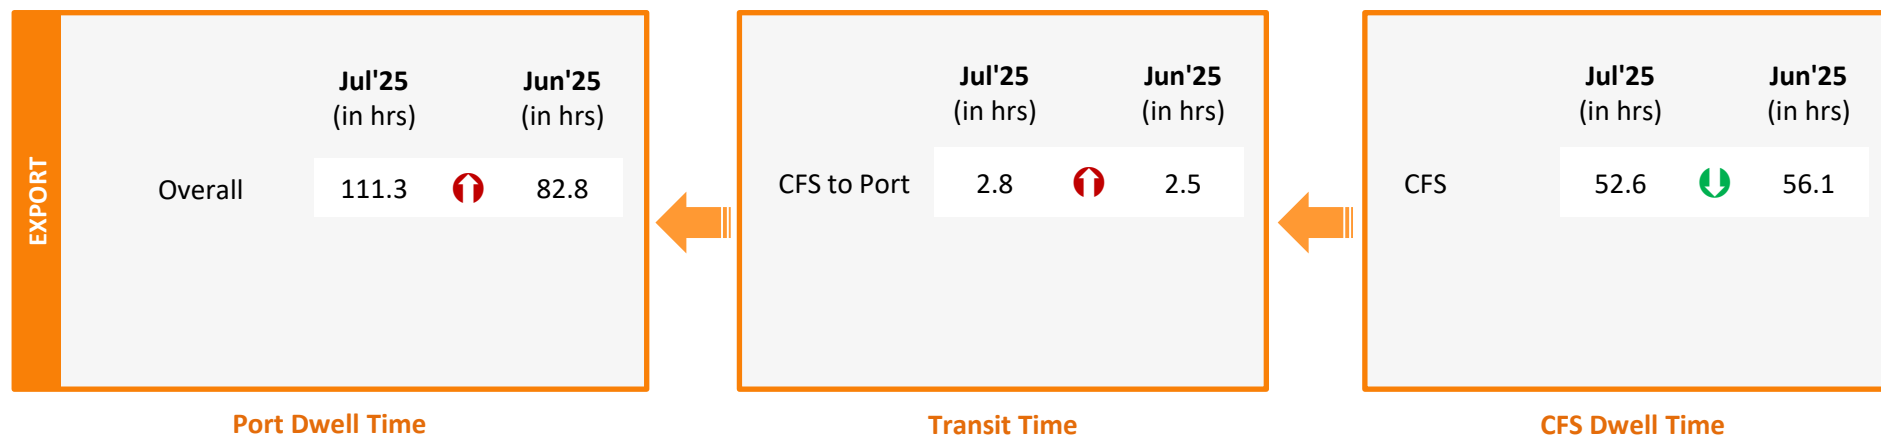 EXPORT
Jul'25 Jun'25
(in hrs) (in hrs)
Overall 111.3 82.8
Port Dwell Time
Jul'25 Jun'25
(in hrs) (in hrs)
CFS to Port 2.8 2.5
Transit Time
Jul'25 Jun'25
(in hrs) (in hrs)
CFS 52.6 56.1
CFS Dwell Time